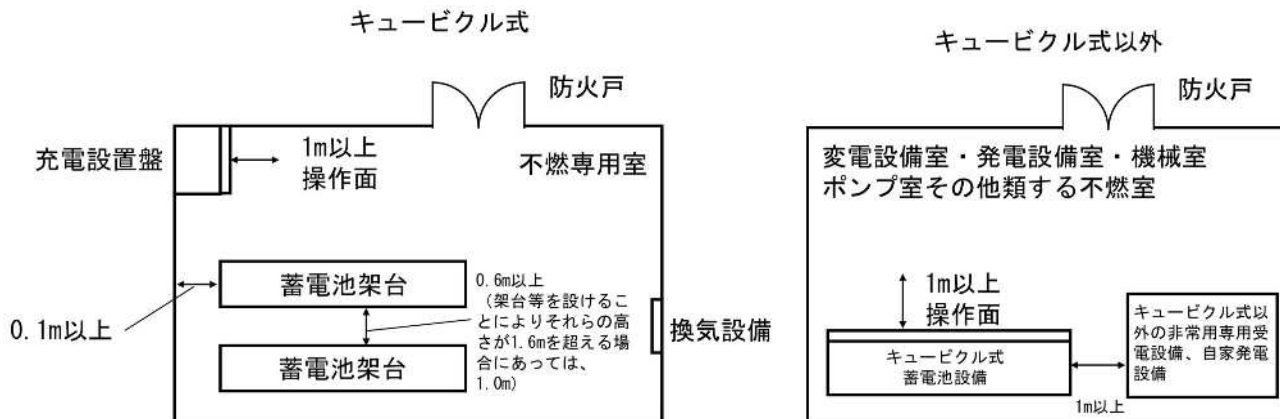 キュービクル式
防火戸
充電設置盤
1m以上
操作面
不燃専用室
蓄電池架台
0.1m以上
蓄電池架台
0.6m以上
（架台等を設けるこ
とによりそれらの高
さが1.6mを超える場
合にあっては、
1.0m）
換気設備
キュービクル式以外
防火戸
変電設備室・発電設備室・機械室
ポンプ室その他類する不燃室
1m以上
操作面
キュービクル式
蓄電池設備
キュービクル式以
外の非常用専用受
電設備、自家発電
設備
1m以上